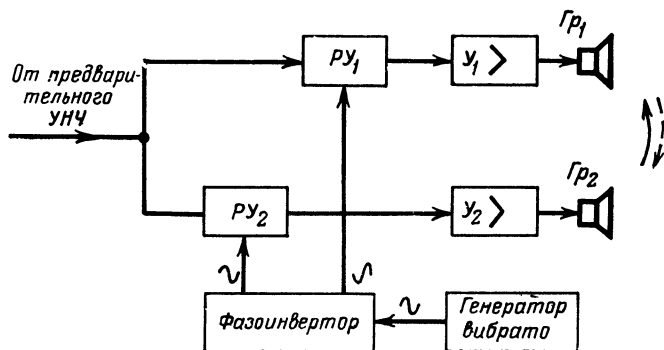 Гр₁
От предвари-
тельного
УНЧ
РУ₁
У₁ >
Гр₂
РУ₂
У₂ >
Фазоинвертор
Генератор
вибрато